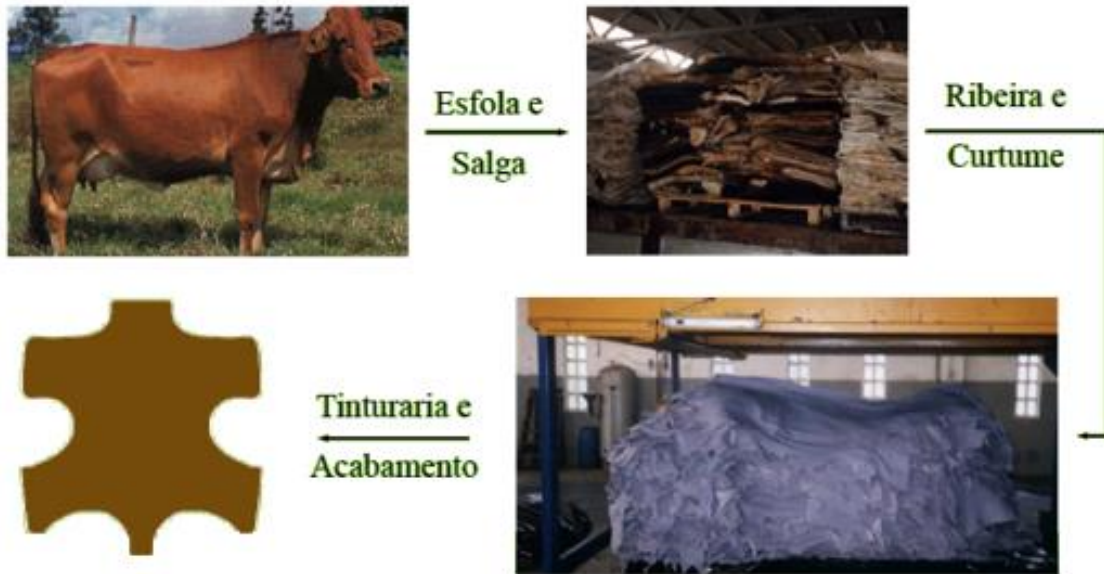 Esfola e
Salga
Ribeira e
Curtume
Tinturaria e
Acabamento